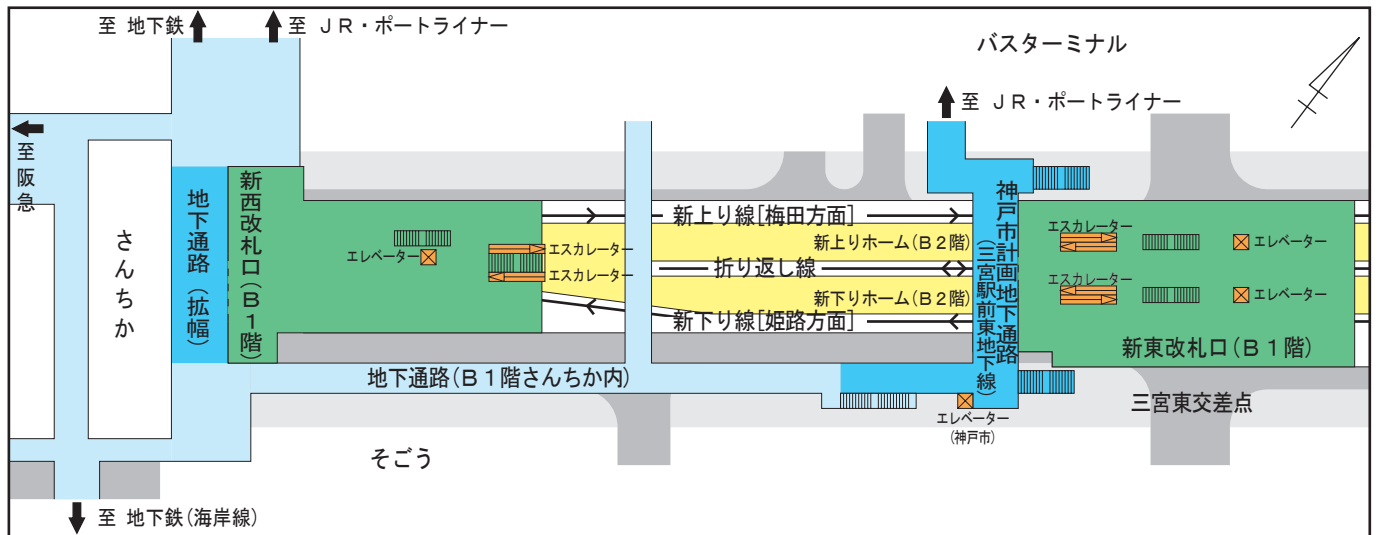 至 地下鉄
至 ＪＲ・ポートライナー
バスターミナル
至 ＪＲ・ポートライナー
至阪急
さんちか
地下通路（拡幅）
新西改札口（Ｂ１階）
エレベーター
エスカレーター
エスカレーター
新上り線［梅田方面］
新上りホーム（Ｂ２階）
折り返し線
新下りホーム（Ｂ２階）
新下り線［姫路方面］
神戸市計画地下通路
（三宮駅前東地下線）
エスカレーター
エレベーター
エスカレーター
エレベーター
新東改札口（Ｂ１階）
地下通路（Ｂ１階さんちか内）
三宮東交差点
エレベーター
（神戸市）
そごう
至 地下鉄（海岸線）